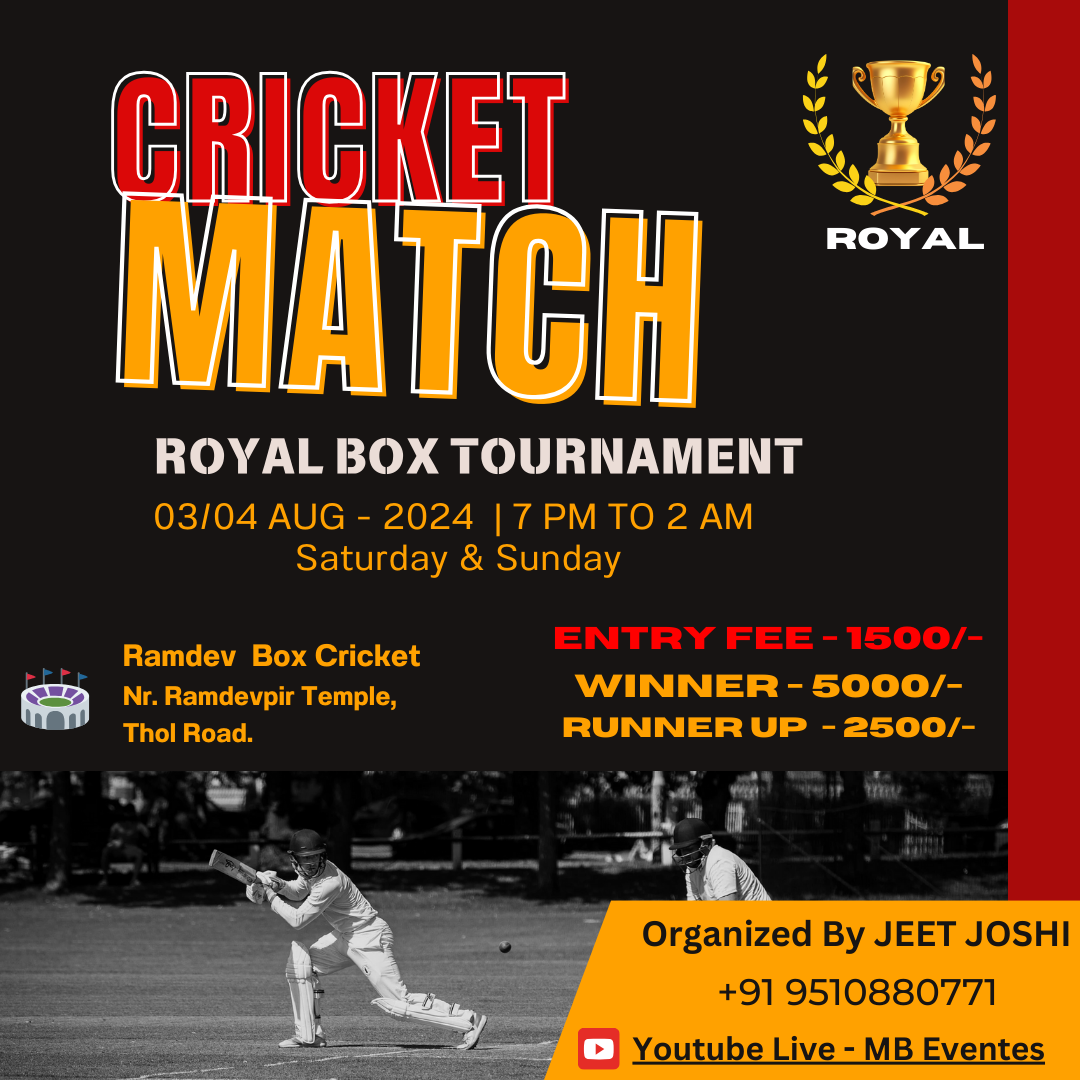 CRICKET
MATCH
ROYAL
ROYAL BOX TOURNAMENT
03/04 AUG - 2024 | 7 PM TO 2 AM
Saturday & Sunday
Ramdev Box Cricket
Nr. Ramdevpir Temple,
Thol Road.
ENTRY FEE - 1500/-
WINNER - 5000/-
RUNNER UP - 2500/-
Organized By JEET JOSHI
+91 9510880771
Youtube Live - MB Eventes